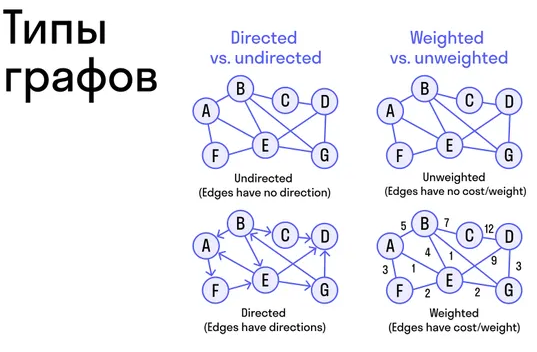 Типы
графов
Directed
vs. undirected
Weighted
vs. unweighted
B
C
D
A
E
F
G
Undirected
(Edges have no direction)
B
C
D
A
E
F
G
Unweighted
(Edges have no cost/weight)
B
C
D
A
E
F
G
Directed
(Edges have directions)
B
5
7
C
12
D
A
4
1
9
3
1
3
E
F
2
2
G
Weighted
(Edges have cost/weight)